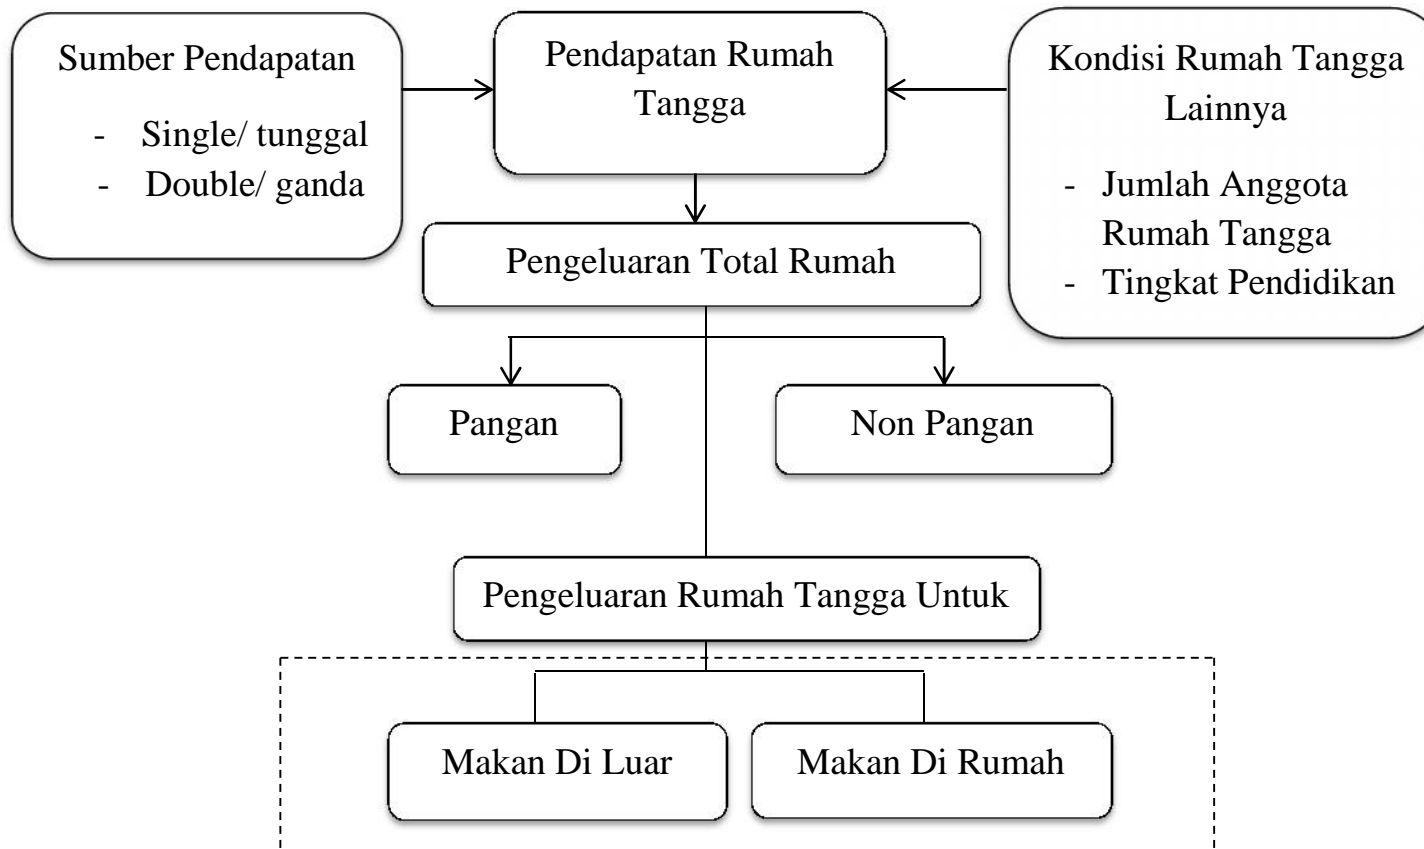 Sumber Pendapatan
- Single/ tunggal
- Double/ ganda
Pendapatan Rumah
Tangga
Kondisi Rumah Tangga
Lainnya
- Jumlah Anggota
Rumah Tangga
- Tingkat Pendidikan
Pengeluaran Total Rumah
Pangan
Non Pangan
Pengeluaran Rumah Tangga Untuk
Makan Di Luar
Makan Di Rumah